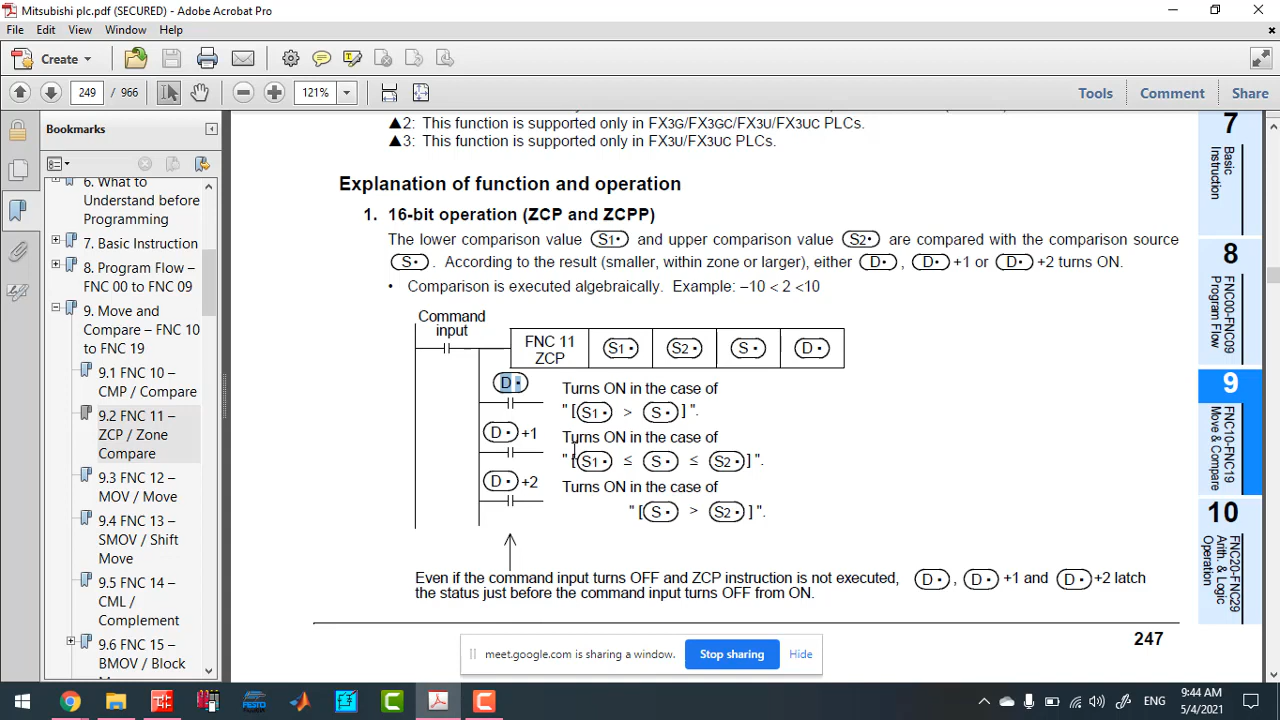 Mitsubishi plc.pdf (SECURED) - Adobe Acrobat Pro
File Edit View Window Help
Create
249 / 966 121% Tools Comment Share
Bookmarks
6. What to
Understand before
Programming
7. Basic Instruction
8. Program Flow –
FNC 00 to FNC 09
9. Move and
Compare – FNC 10
to FNC 19
9.1 FNC 10 –
CMP / Compare
9.2 FNC 11 –
ZCP / Zone
Compare
9.3 FNC 12 –
MOV / Move
9.4 FNC 13 –
SMOV / Shift
Move
9.5 FNC 14 –
CML /
Complement
9.6 FNC 15 –
BMOV / Block
▲2: This function is supported only in FX3G/FX3GC/FX3U/FX3UC PLCs.
▲3: This function is supported only in FX3U/FX3UC PLCs.
Explanation of function and operation
1. 16-bit operation (ZCP and ZCPP)
The lower comparison value S1• and upper comparison value S2• are compared with the comparison source
S• . According to the result (smaller, within zone or larger), either D• , D• +1 or D• +2 turns ON.
• Comparison is executed algebraically. Example: –10 < 2 <10
Command
input
FNC 11
ZCP
S1• S2• S• D•
D•
Turns ON in the case of
" [ S1• > S• ] ".
D• +1
Turns ON in the case of
" [ S1• ≤ S• ≤ S2• ] ".
D• +2
Turns ON in the case of
" [ S• > S2• ] ".
Even if the command input turns OFF and ZCP instruction is not executed, D• , D• +1 and D• +2 latch
the status just before the command input turns OFF from ON.
247
7
Basic
Instruction
8
FNC00-FNC09
Program Flow
9
FNC10-FNC19
Move & Compare
10
FNC20-FNC29
Arith. & Logic
Operation
meet.google.com is sharing a window. Stop sharing Hide
FESTO
ENG
9:44 AM
5/4/2021